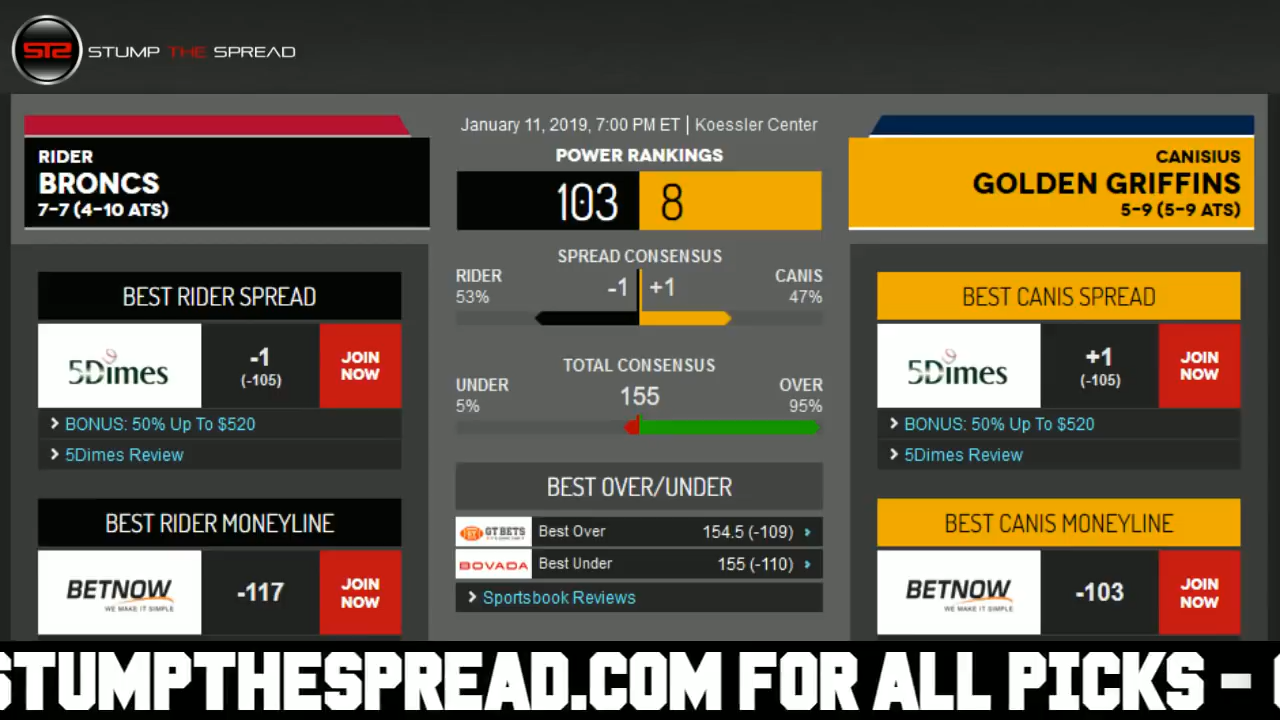 STS STUMP THE SPREAD
RIDER
BRONCS
7-7 (4-10 ATS)
January 11, 2019, 7:00 PM ET | Koessler Center
POWER RANKINGS
103 8
CANISIUS
GOLDEN GRIFFINS
5-9 (5-9 ATS)
SPREAD CONSENSUS
RIDER
53%
-1 +1
CANIS
47%
TOTAL CONSENSUS
UNDER
5%
155
OVER
95%
BEST OVER/UNDER
GT BETS Best Over 154.5 (-109)
BOVADA Best Under 155 (-110)
Sportsbook Reviews
BEST RIDER SPREAD
5Dimes
-1
(-105)
JOIN
NOW
BONUS: 50% Up To $520
5Dimes Review
BEST RIDER MONEYLINE
BETNOW
WE MAKE IT SIMPLE
-117
JOIN
NOW
BEST CANIS SPREAD
5Dimes
+1
(-105)
JOIN
NOW
BONUS: 50% Up To $520
5Dimes Review
BEST CANIS MONEYLINE
BETNOW
WE MAKE IT SIMPLE
-103
JOIN
NOW
STUMPTHESPREAD.COM FOR ALL PICKS -